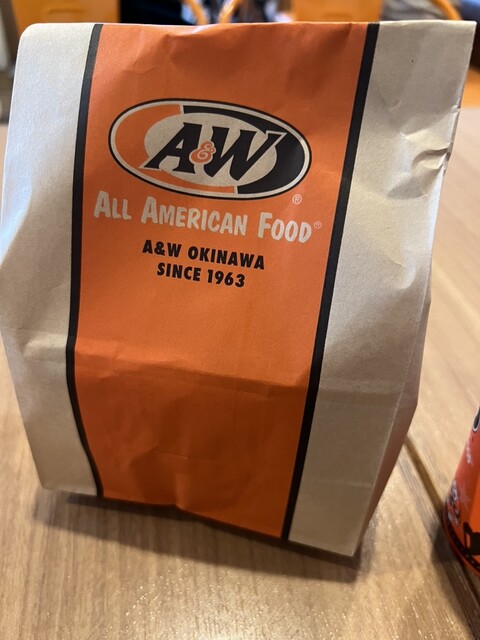 A&W
®
ALL AMERICAN FOOD®
A&W OKINAWA
SINCE 1963